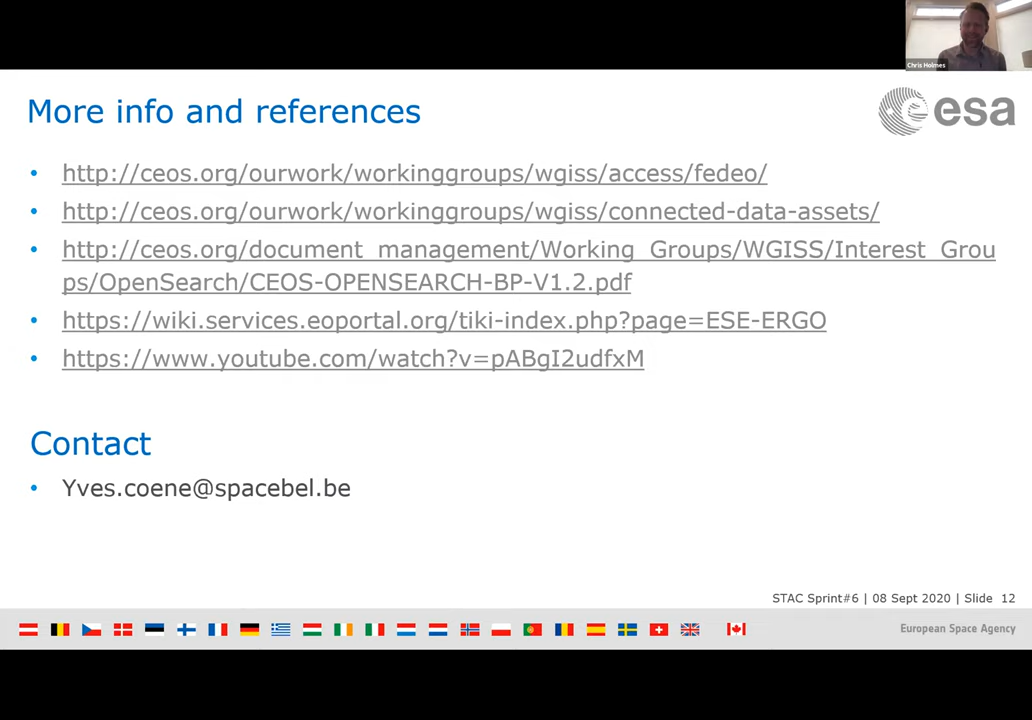 Chris Holmes
More info and references
esa
• http://ceos.org/ourwork/workinggroups/wgiss/access/fedeo/
• http://ceos.org/ourwork/workinggroups/wgiss/connected-data-assets/
• http://ceos.org/document_management/Working_Groups/WGISS/Interest_Grou
ps/OpenSearch/CEOS-OPENSEARCH-BP-V1.2.pdf
• https://wiki.services.eoportal.org/tiki-index.php?page=ESE-ERGO
• https://www.youtube.com/watch?v=pABgI2udfxM
Contact
• Yves.coene@spacebel.be
STAC Sprint#6 | 08 Sept 2020 | Slide 12
European Space Agency